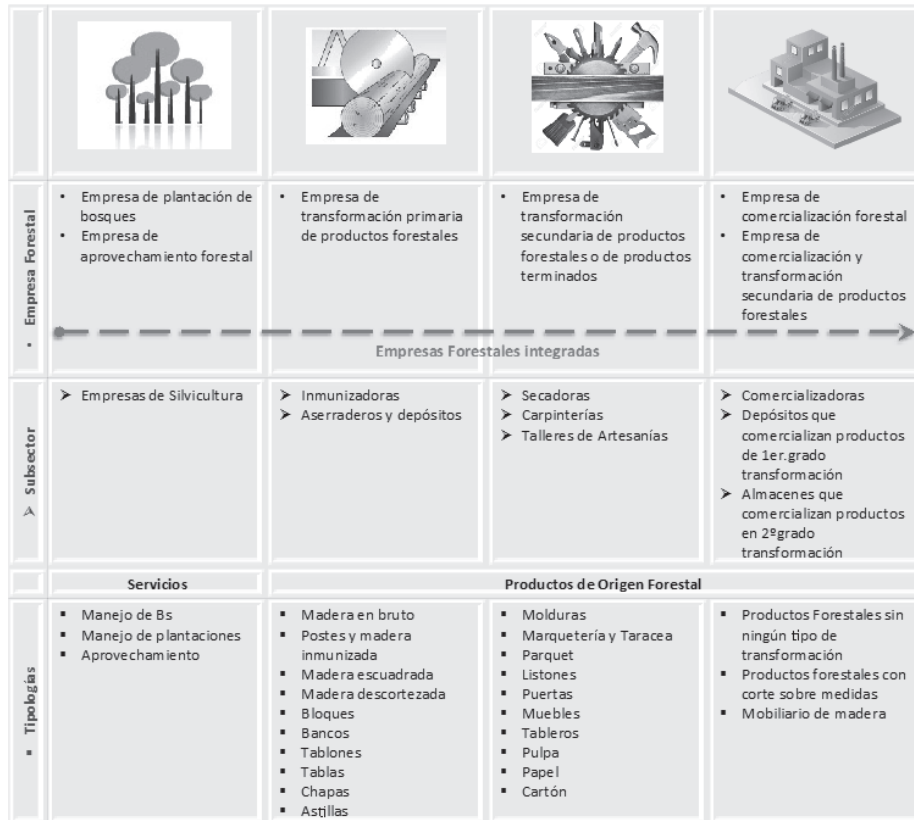 Empresa Forestal
• Empresa de plantación de
bosques
• Empresa de
aprovechamiento forestal
• Empresa de
transformación primaria
de productos forestales
• Empresa de
transformación
secundaria de productos
forestales o de productos
terminados
• Empresa de
comercialización forestal
• Empresa de
comercialización y
transformación
secundaria de productos
forestales
Empresas Forestales integradas
Subsector
➢ Empresas de Silvicultura
➢ Inmunizadoras
➢ Aserraderos y depósitos
➢ Secadoras
➢ Carpinterías
➢ Talleres de Artesanías
➢ Comercializadoras
➢ Depósitos que
comercializan productos
de 1er.grado
transformación
➢ Almacenes que
comercializan productos
en 2ºgrado
transformación
Servicios
Productos de Origen Forestal
Tipologías
▪ Manejo de Bs
▪ Manejo de plantaciones
▪ Aprovechamiento
▪ Madera en bruto
▪ Postes y madera
inmunizada
▪ Madera escuadrada
▪ Madera descortezada
▪ Bloques
▪ Bancos
▪ Tablones
▪ Tablas
▪ Chapas
▪ Astillas
▪ Molduras
▪ Marquetería y Taracea
▪ Parquet
▪ Listones
▪ Puertas
▪ Muebles
▪ Tableros
▪ Pulpa
▪ Papel
▪ Cartón
▪ Productos Forestales sin
ningún tipo de
transformación
▪ Productos forestales con
corte sobre medidas
▪ Mobiliario de madera